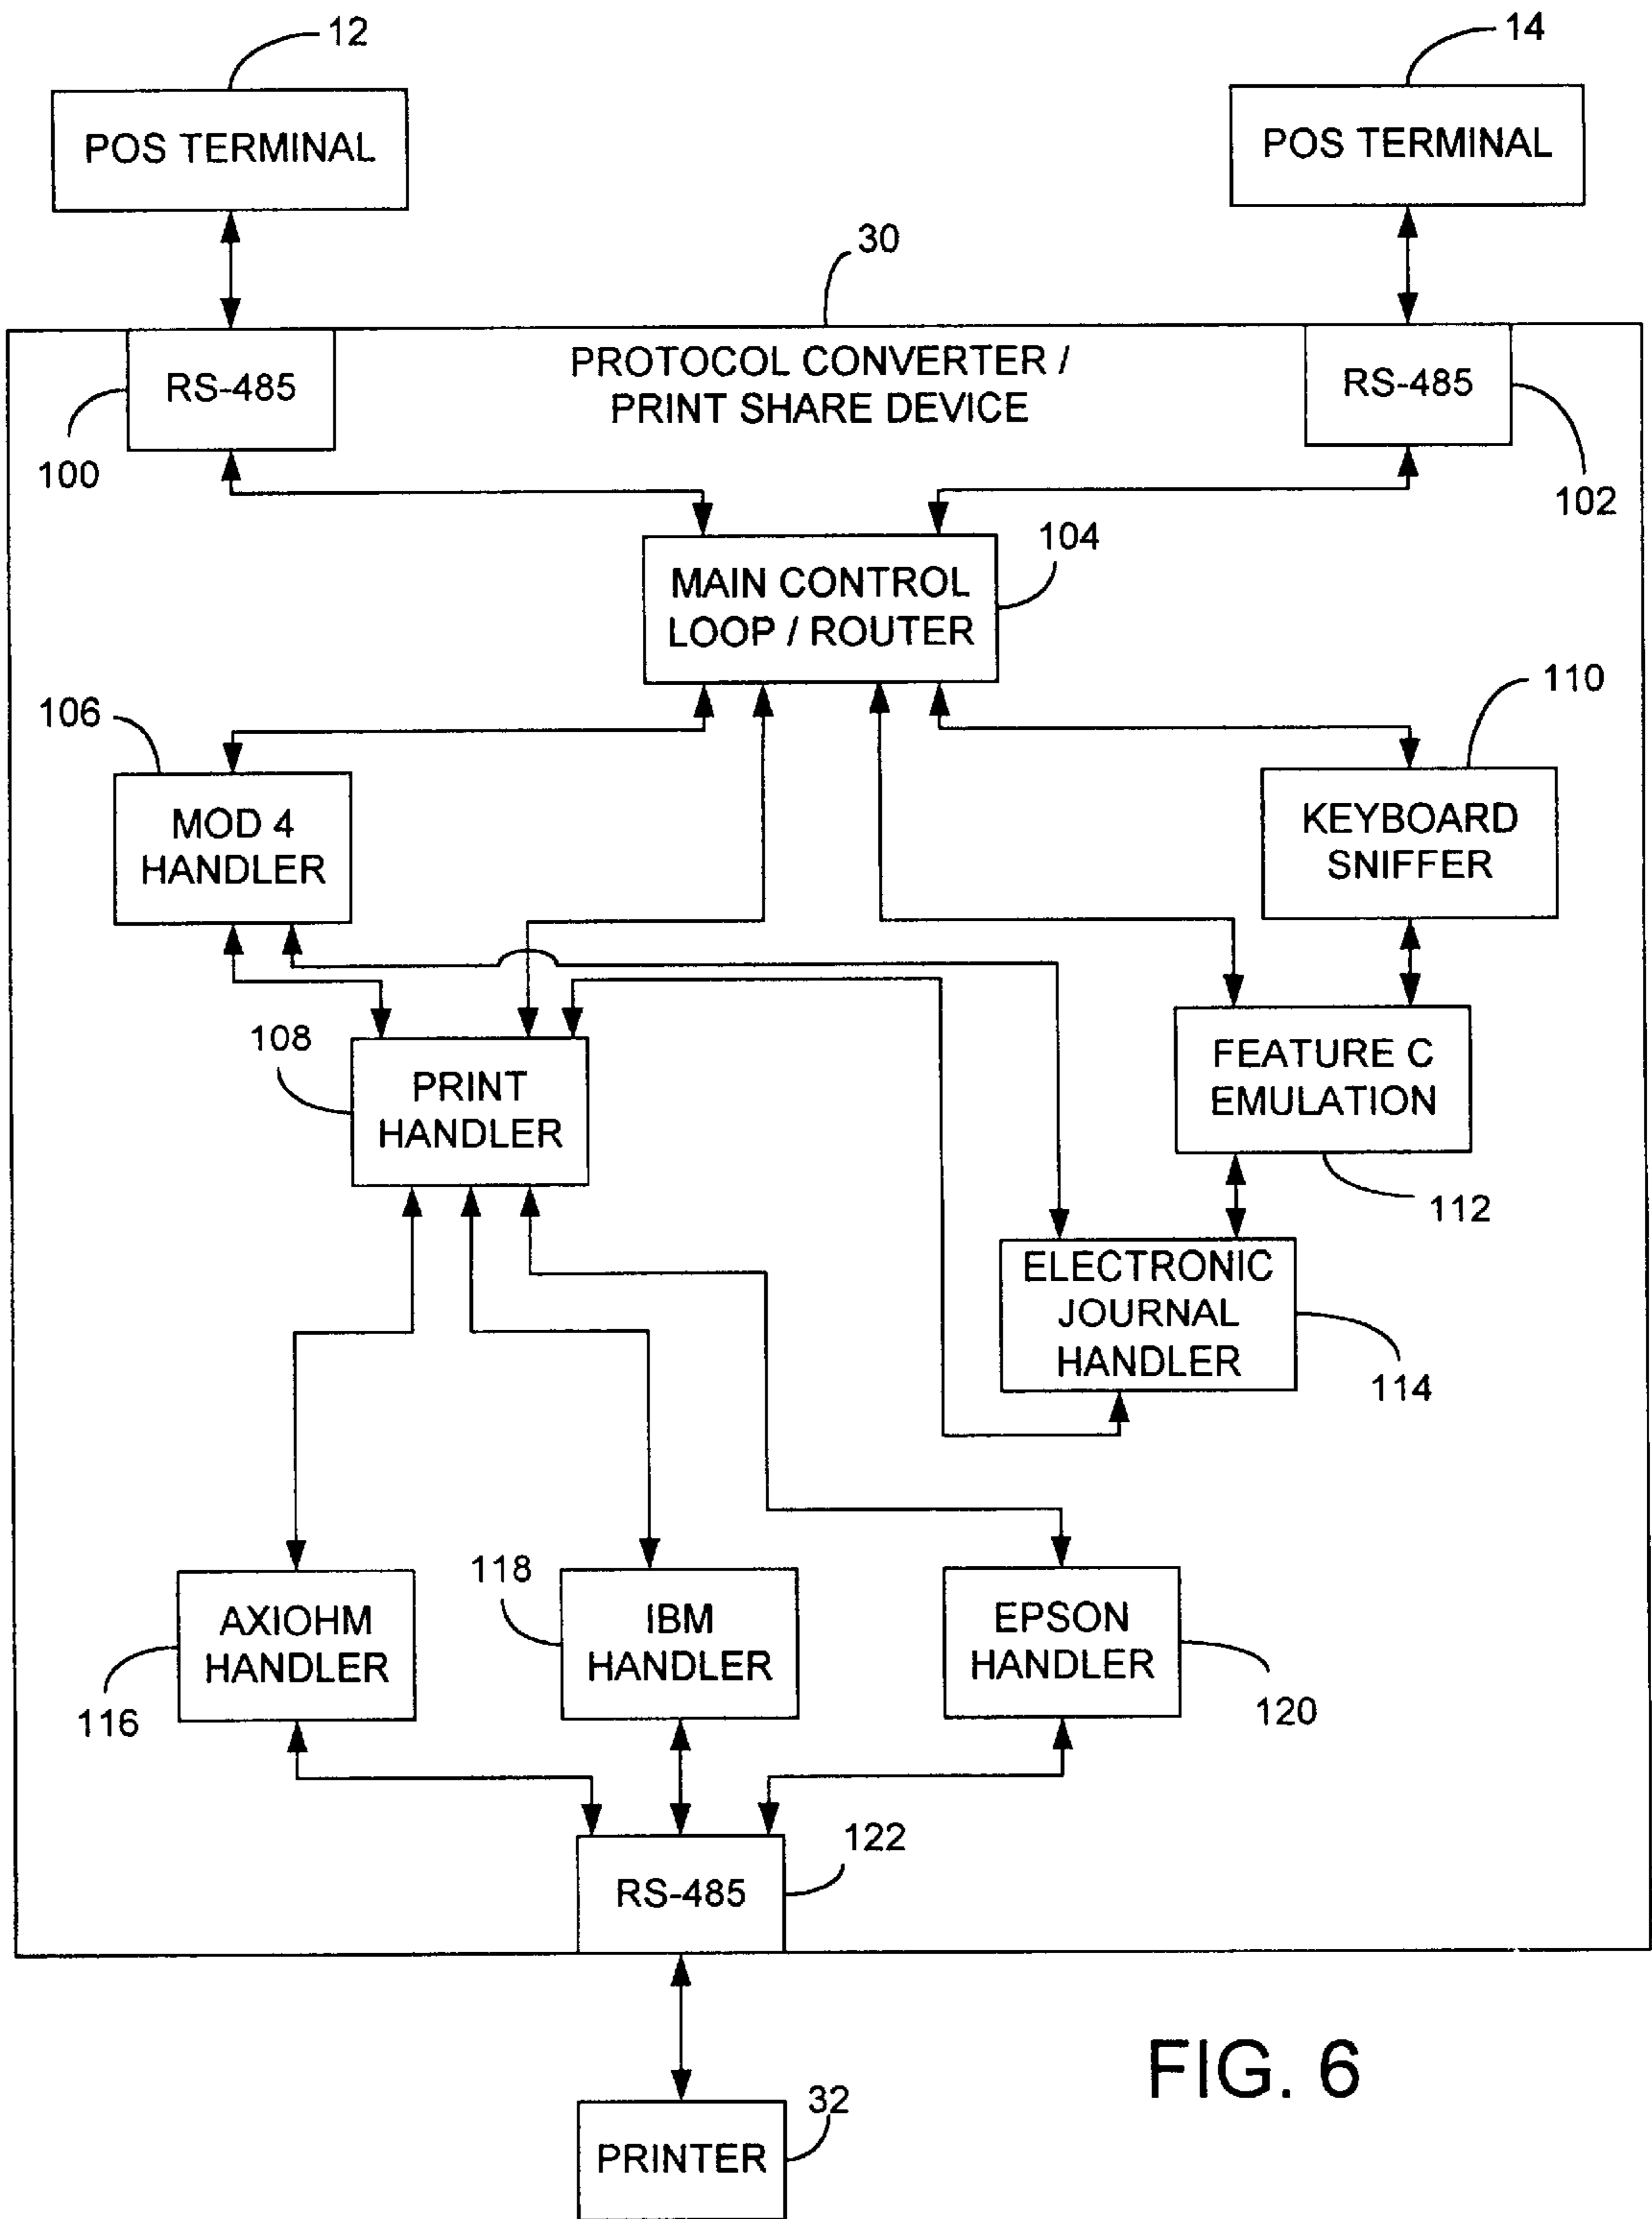 12
14
POS TERMINAL
POS TERMINAL
30
RS-485
PROTOCOL CONVERTER /
PRINT SHARE DEVICE
RS-485
100
102
104
MAIN CONTROL
LOOP / ROUTER
106
110
MOD 4
HANDLER
KEYBOARD
SNIFFER
108
PRINT
HANDLER
FEATURE C
EMULATION
112
ELECTRONIC
JOURNAL
HANDLER
114
118
AXIOHM
HANDLER
IBM
HANDLER
EPSON
HANDLER
116
120
122
RS-485
32
PRINTER
FIG. 6